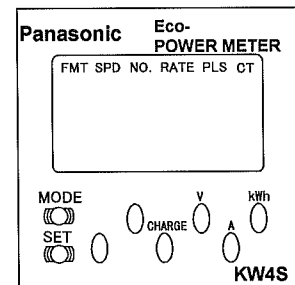 Panasonic Eco-
POWER METER
FMT SPD NO. RATE PLS CT
MODE
V kWh
CHARGE
SET A
KW4S